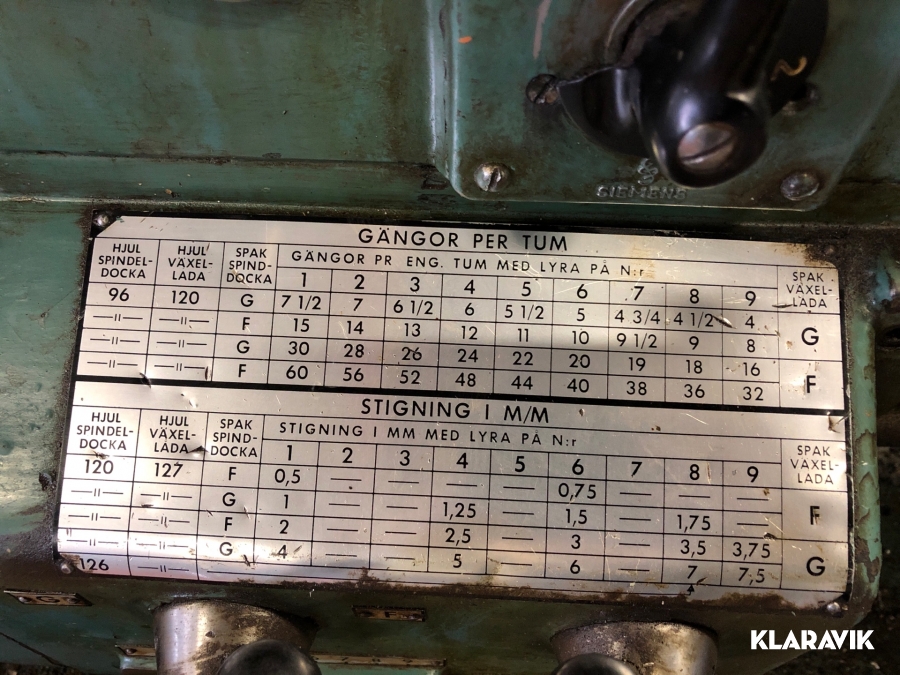 SIEMENS
GÄNGOR PER TUM
HJUL SPINDEL-DOCKA HJUL VÄXEL-LADA SPAK SPIND-DOCKA GÄNGOR PR. ENG. TUM MED LYRA PÅ N:r SPAK VÄXEL-LADA
1 2 3 4 5 6 7 8 9
96 120 G 7 1/2 7 6 1/2 6 5 1/2 5 4 3/4 4 1/2 4 G
—"— —"— F 15 14 13 12 11 10 9 1/2 9 8
—"— —"— G 30 28 26 24 22 20 19 18 16 F
—"— —"— F 60 56 52 48 44 40 38 36 32
STIGNING I M/M
HJUL SPINDEL-DOCKA HJUL VÄXEL-LADA SPAK SPIND-DOCKA STIGNING I MM MED LYRA PÅ N:r SPAK VÄXEL-LADA
1 2 3 4 5 6 7 8 9
120 127 F 0,5 — — — — 0,75 — — — F
—"— —"— G 1 — — 1,25 — 1,5 — 1,75 —
—"— —"— F 2 — — 2,5 — 3 — 3,5 3,75 G
—"— —"— G 4 — — 5 — 6 — 7 7,5
126
KLARAVIK